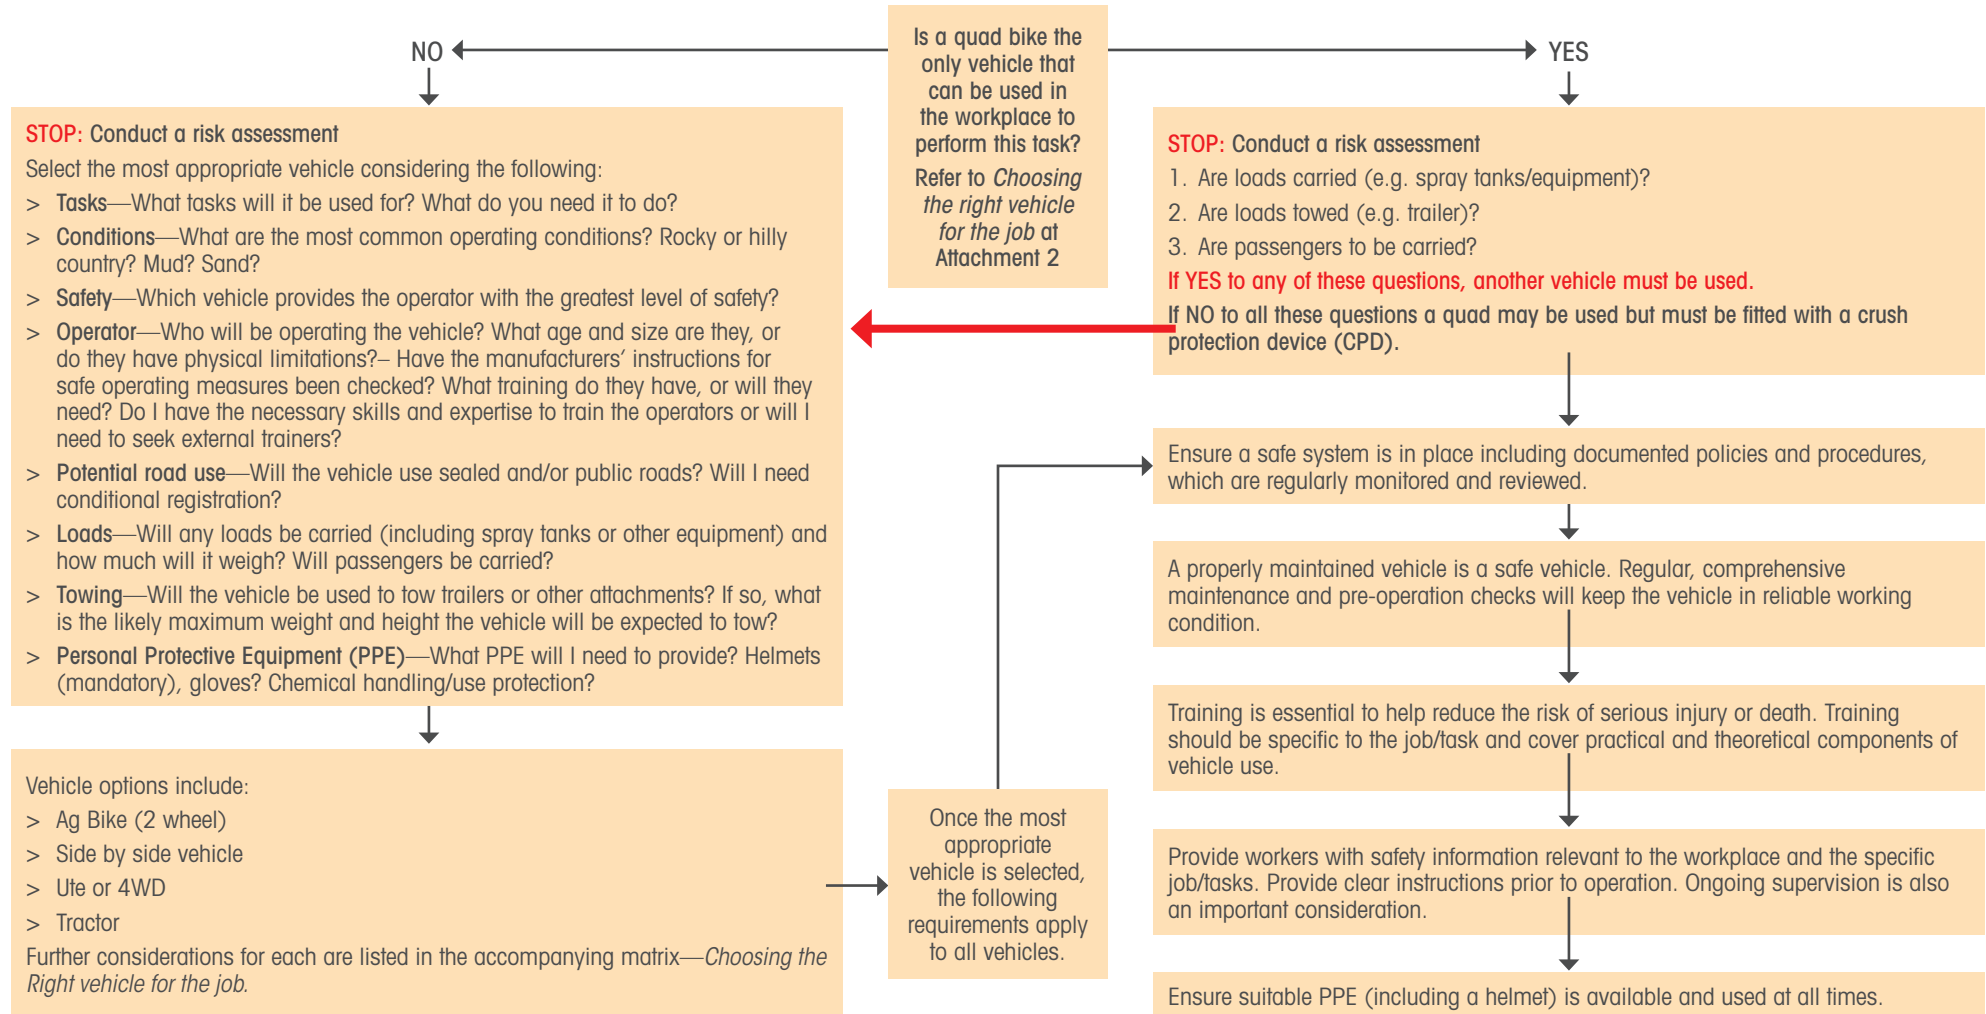 Is a quad bike the
only vehicle that
can be used in
the workplace to
perform this task?
Refer to Choosing
the right vehicle
for the job at
Attachment 2
NO
YES
STOP: Conduct a risk assessment
Select the most appropriate vehicle considering the following:
> Tasks—What tasks will it be used for? What do you need it to do?
> Conditions—What are the most common operating conditions? Rocky or hilly
country? Mud? Sand?
> Safety—Which vehicle provides the operator with the greatest level of safety?
> Operator—Who will be operating the vehicle? What age and size are they, or
do they have physical limitations?– Have the manufacturers’ instructions for
safe operating measures been checked? What training do they have, or will they
need? Do I have the necessary skills and expertise to train the operators or will I
need to seek external trainers?
> Potential road use—Will the vehicle use sealed and/or public roads? Will I need
conditional registration?
> Loads—Will any loads be carried (including spray tanks or other equipment) and
how much will it weigh? Will passengers be carried?
> Towing—Will the vehicle be used to tow trailers or other attachments? If so, what
is the likely maximum weight and height the vehicle will be expected to tow?
> Personal Protective Equipment (PPE)—What PPE will I need to provide? Helmets
(mandatory), gloves? Chemical handling/use protection?
Vehicle options include:
> Ag Bike (2 wheel)
> Side by side vehicle
> Ute or 4WD
> Tractor
Further considerations for each are listed in the accompanying matrix—Choosing the
Right vehicle for the job.
Once the most
appropriate
vehicle is selected,
the following
requirements apply
to all vehicles.
STOP: Conduct a risk assessment
1. Are loads carried (e.g. spray tanks/equipment)?
2. Are loads towed (e.g. trailer)?
3. Are passengers to be carried?
If YES to any of these questions, another vehicle must be used.
If NO to all these questions a quad may be used but must be fitted with a crush
protection device (CPD).
Ensure a safe system is in place including documented policies and procedures,
which are regularly monitored and reviewed.
A properly maintained vehicle is a safe vehicle. Regular, comprehensive
maintenance and pre-operation checks will keep the vehicle in reliable working
condition.
Training is essential to help reduce the risk of serious injury or death. Training
should be specific to the job/task and cover practical and theoretical components of
vehicle use.
Provide workers with safety information relevant to the workplace and the specific
job/tasks. Provide clear instructions prior to operation. Ongoing supervision is also
an important consideration.
Ensure suitable PPE (including a helmet) is available and used at all times.